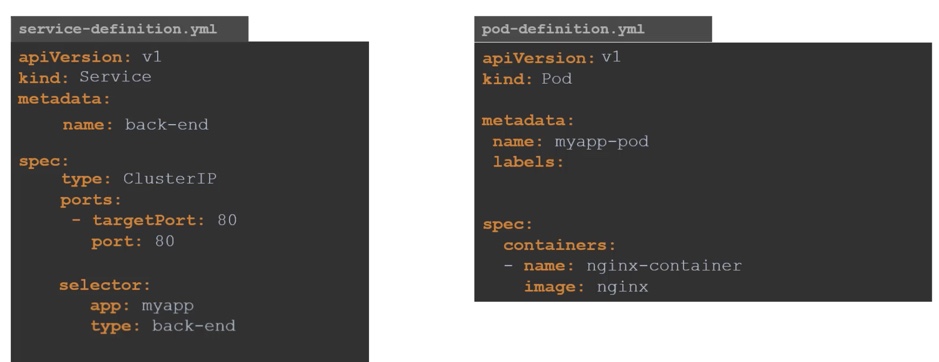 service-definition.yml
apiVersion: v1
kind: Service
metadata:
name: back-end
spec:
type: ClusterIP
ports:
- targetPort: 80
port: 80
selector:
app: myapp
type: back-end
pod-definition.yml
apiVersion: v1
kind: Pod
metadata:
name: myapp-pod
labels:
spec:
containers:
- name: nginx-container
image: nginx